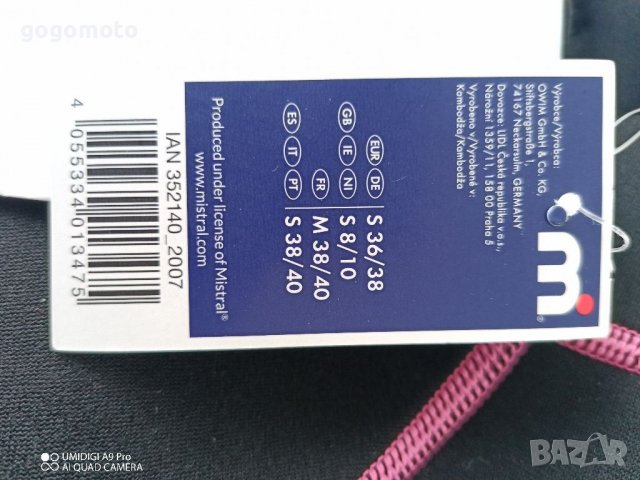 gogomoto
Výrobce/Výrobca:
OWIM GmbH & Co. KG,
Stiftsbergstraße 1,
74167 Neckarsulm, GERMANY
Dovozce: LIDL Česká republika v.o.s.,
Nárožní 1359/11, 158 00 Praha 5
Vyrobeno v/Vyrobené v:
Kambodža/Kambodža
m®
EUR DE S 36/38
GB IE NI S 8/10
FR M 38/40
ES IT PT S 38/40
Produced under license of Mistral®
www.mistral.com
IAN 352140_2007
4 055334 013475
UMIDIGI A9 Pro
AI QUAD CAMERA
BAZAR